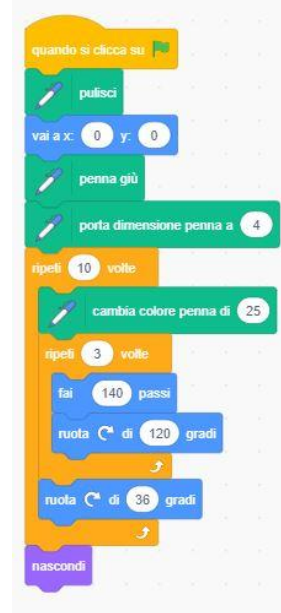 quando si clicca su
pulisci
vai a x: 0 y: 0
penna giù
porta dimensione penna a 4
ripeti 10 volte
cambia colore penna di 25
ripeti 3 volte
fai 140 passi
ruota di 120 gradi
ruota di 36 gradi
nascondi